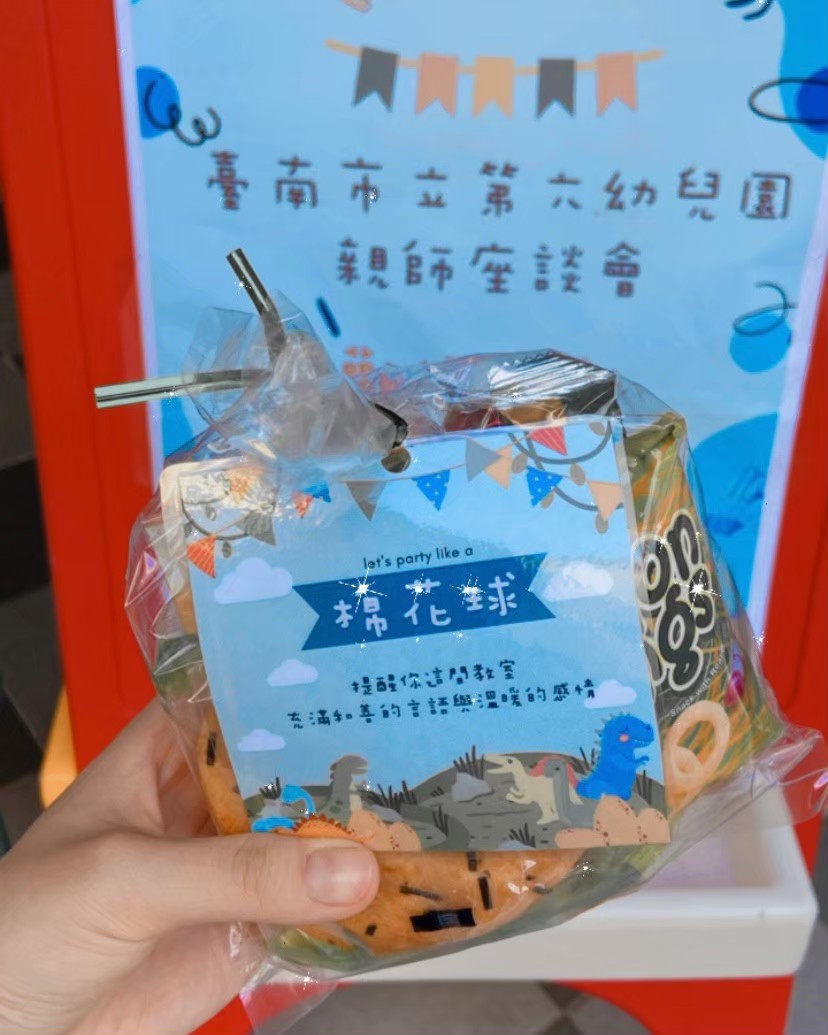 臺南市立第六幼兒園
親師座談會
let's party like a
棉花球
提醒你這間教室
充滿和善的言語與溫暖的感情